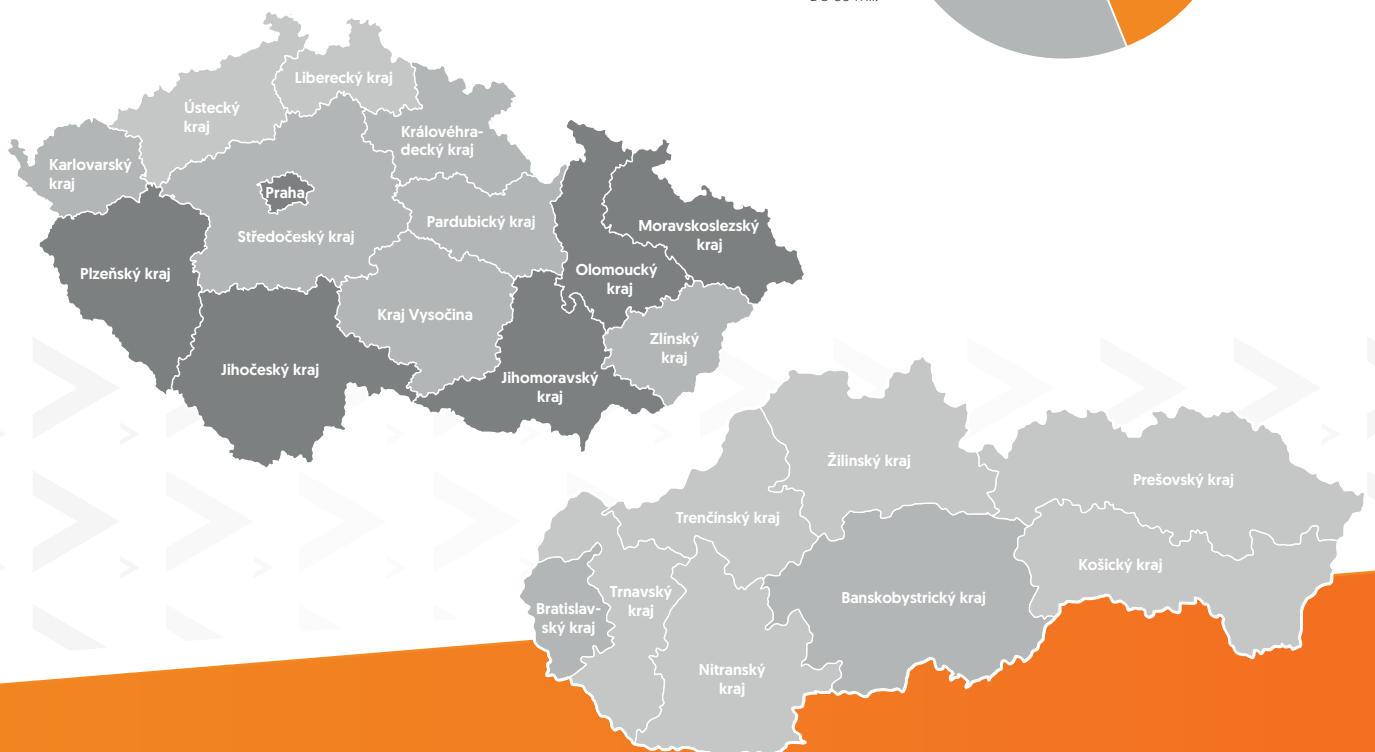 Liberecký kraj
Ústecký
kraj
Králověhra-
decký kraj
Karlovarský
kraj
Praha
Pardubický kraj
Středočeský kraj
Moravskoslezský
kraj
Plzeňský kraj
Olomoucký
kraj
Kraj Vysočina
Zlínský
kraj
Jihočeský kraj
Jihomoravský
kraj
Žilinský kraj
Prešovský kraj
Trenčínský kraj
Košický kraj
Trnavský
kraj
Banskobystrický kraj
Bratislav-
ský kraj
Nitranský
kraj